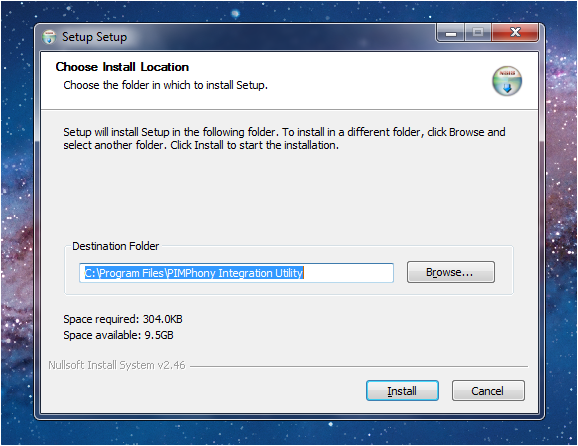 Setup Setup
Choose Install Location
Choose the folder in which to install Setup.
Setup will install Setup in the following folder. To install in a different folder, click Browse and
select another folder. Click Install to start the installation.
Destination Folder
C:\Program Files\PIMPhony Integration Utility
Browse...
Space required: 304.0KB
Space available: 9.5GB
Nullsoft Install System v2.46
Install
Cancel